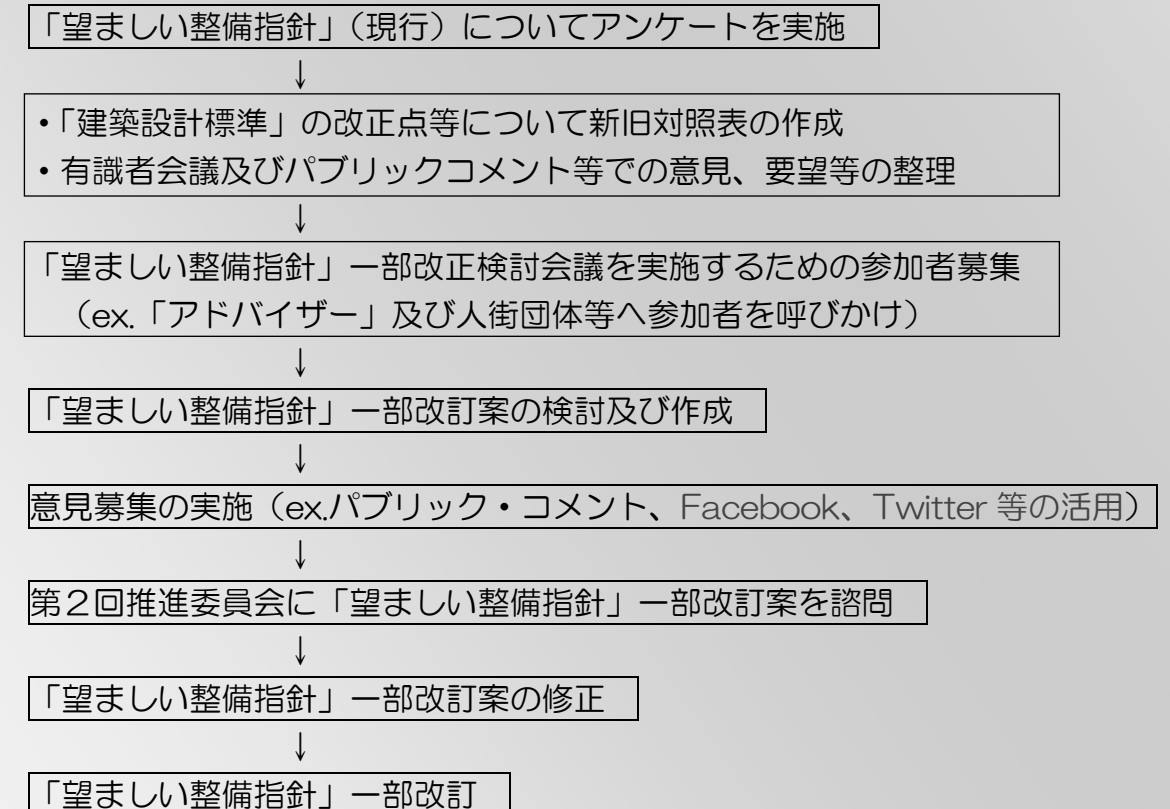 「望ましい整備指針」(現行)についてアンケートを実施
↓
・「建築設計標準」の改正点等について新旧対照表の作成
・有識者会議及びパブリックコメント等での意見、要望等の整理
↓
「望ましい整備指針」一部改正検討会議を実施するための参加者募集
(ex.「アドバイザー」及び人街団体等へ参加者を呼びかけ)
↓
「望ましい整備指針」一部改訂案の検討及び作成
↓
意見募集の実施(ex.パブリック・コメント、Facebook、Twitter 等の活用)
↓
第2回推進委員会に「望ましい整備指針」一部改訂案を諮問
↓
「望ましい整備指針」一部改訂案の修正
↓
「望ましい整備指針」一部改訂